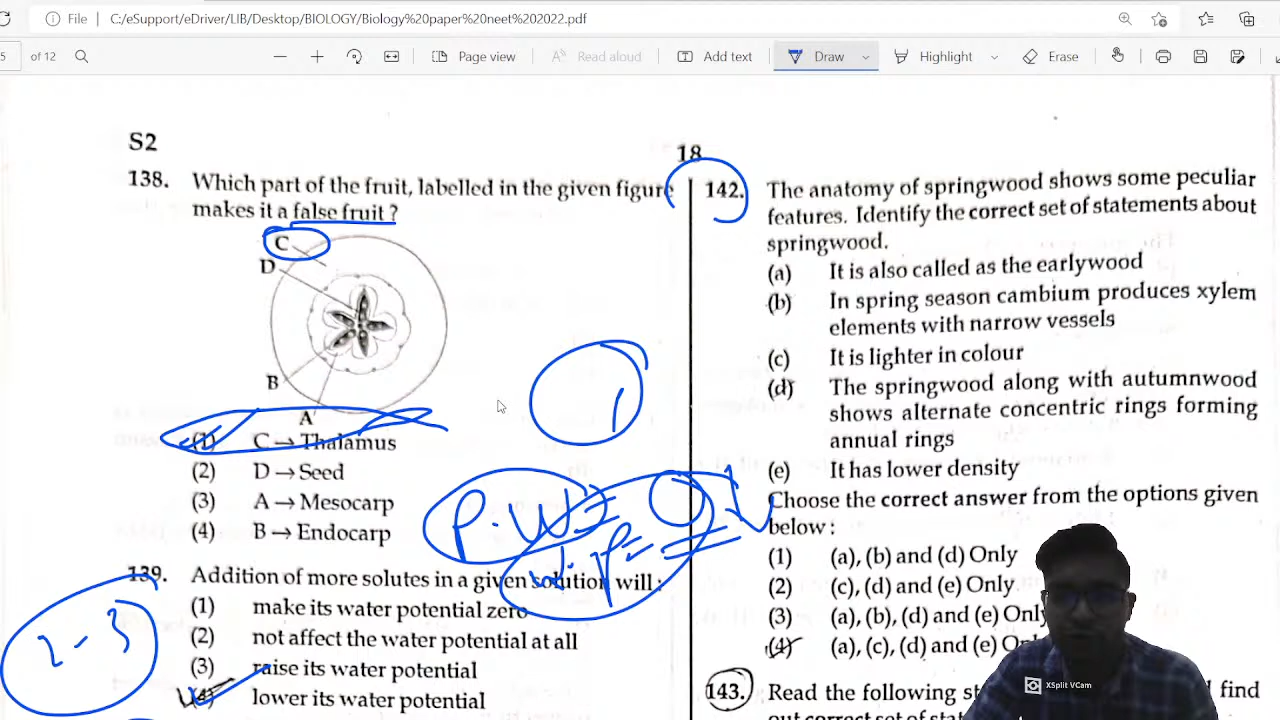 File
C:/eSupport/eDriver/LIB/Desktop/BIOLOGY/Biology%20paper%20neet%202022.pdf
5 of 12
Page view
Read aloud
Add text
Draw
Highlight
Erase
S2
18
138. Which part of the fruit, labelled in the given figure
makes it a false fruit ?
C
D
B
A
(1) C → Thalamus
(2) D → Seed
(3) A → Mesocarp
(4) B → Endocarp
1
P.W =
139. Addition of more solutes in a given solution will :
(1) make its water potential zero
(2) not affect the water potential at all
(3) raise its water potential
(4) lower its water potential
2 - 3
142. The anatomy of springwood shows some peculiar
features. Identify the correct set of statements about
springwood.
(a) It is also called as the earlywood
(b) In spring season cambium produces xylem
elements with narrow vessels
(c) It is lighter in colour
(d) The springwood along with autumnwood
shows alternate concentric rings forming
annual rings
(e) It has lower density
Choose the correct answer from the options given
below :
(1) (a), (b) and (d) Only
(2) (c), (d) and (e) Only
(3) (a), (b), (d) and (e) Only
(4) (a), (c), (d) and (e)
143. Read the following
find
XSplit VCam